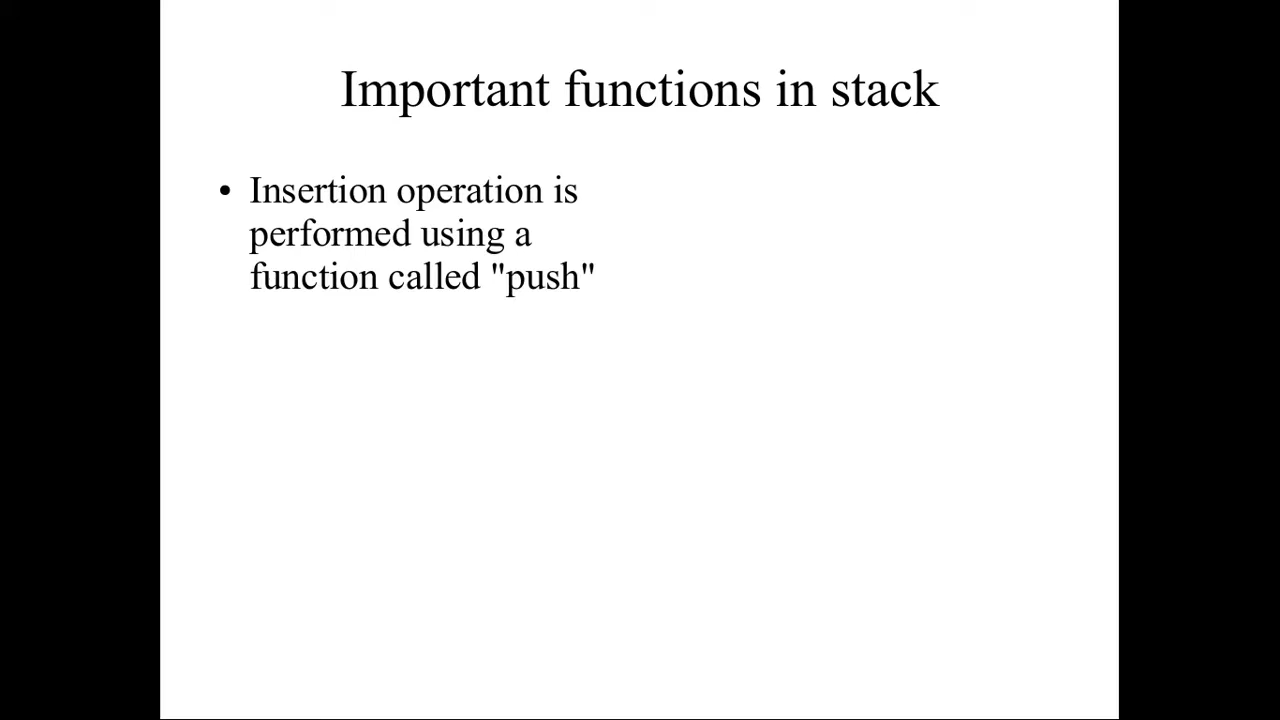 Important functions in stack
• Insertion operation is
performed using a
function called "push"